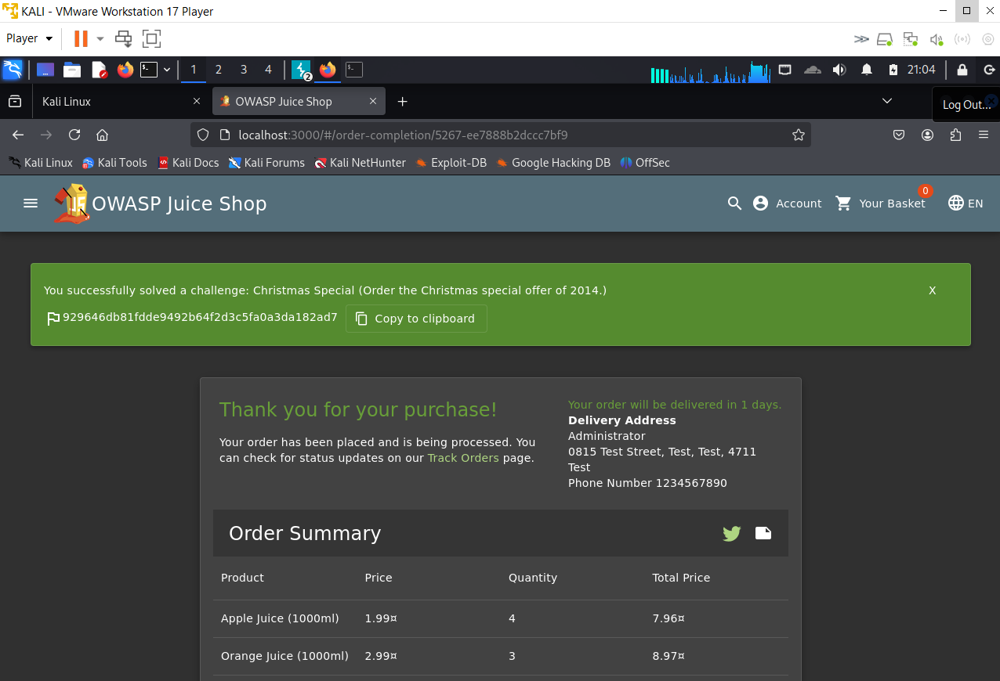 KALI - VMware Workstation 17 Player
Player
1 2 3 4 2 21:04
Kali Linux OWASP Juice Shop Log Out...
localhost:3000/#/order-completion/5267-ee7888b2dccc7bf9
Kali Linux Kali Tools Kali Docs Kali Forums Kali NetHunter Exploit-DB Google Hacking DB OffSec
OWASP Juice Shop Account Your Basket 0 EN
You successfully solved a challenge: Christmas Special (Order the Christmas special offer of 2014.) X
929646db81fdde9492b64f2d3c5fa0a3da182ad7 Copy to clipboard
Thank you for your purchase!
Your order has been placed and is being processed. You
can check for status updates on our Track Orders page.
Your order will be delivered in 1 days.
Delivery Address
Administrator
0815 Test Street, Test, Test, 4711
Test
Phone Number 1234567890
Order Summary
Product Price Quantity Total Price
Apple Juice (1000ml) 1.99¤ 4 7.96¤
Orange Juice (1000ml) 2.99¤ 3 8.97¤